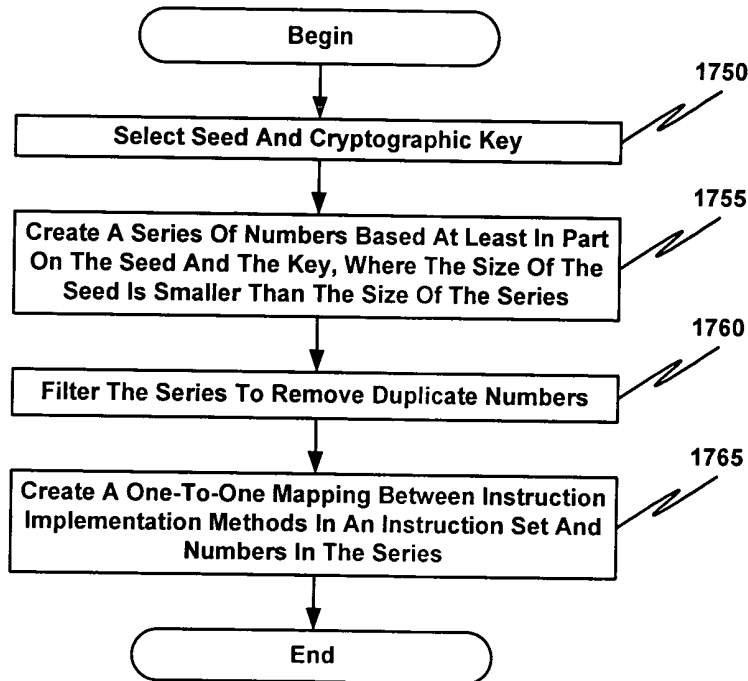 Begin
1750
Select Seed And Cryptographic Key
1755
Create A Series Of Numbers Based At Least In Part
On The Seed And The Key, Where The Size Of The
Seed Is Smaller Than The Size Of The Series
1760
Filter The Series To Remove Duplicate Numbers
1765
Create A One-To-One Mapping Between Instruction
Implementation Methods In An Instruction Set And
Numbers In The Series
End